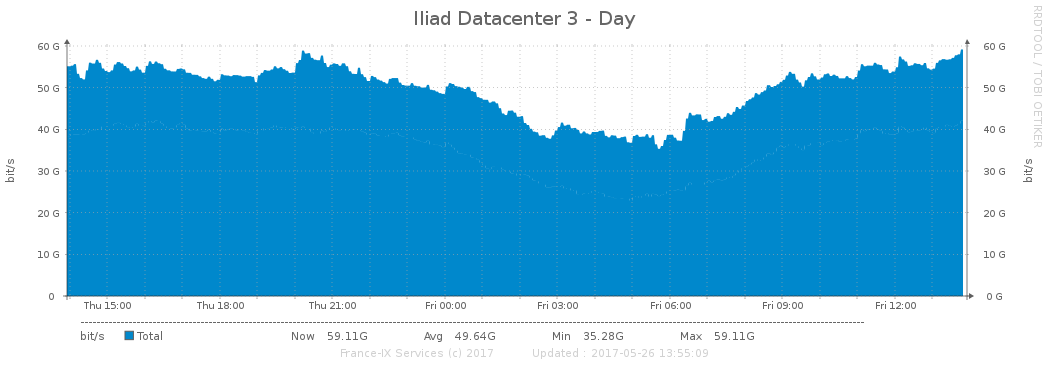 Iliad Datacenter 3 - Day
RRDTOOL / TOBI OETIKER
60 G 60 G
50 G 50 G
40 G 40 G
30 G 30 G
20 G 20 G
10 G 10 G
0 0 G
bit/s bit/s
Thu 15:00 Thu 18:00 Thu 21:00 Fri 00:00 Fri 03:00 Fri 06:00 Fri 09:00 Fri 12:00
bit/s Total Now 59.11G Avg 49.64G Min 35.28G Max 59.11G
France-IX Services (c) 2017 Updated : 2017-05-26 13:55:09